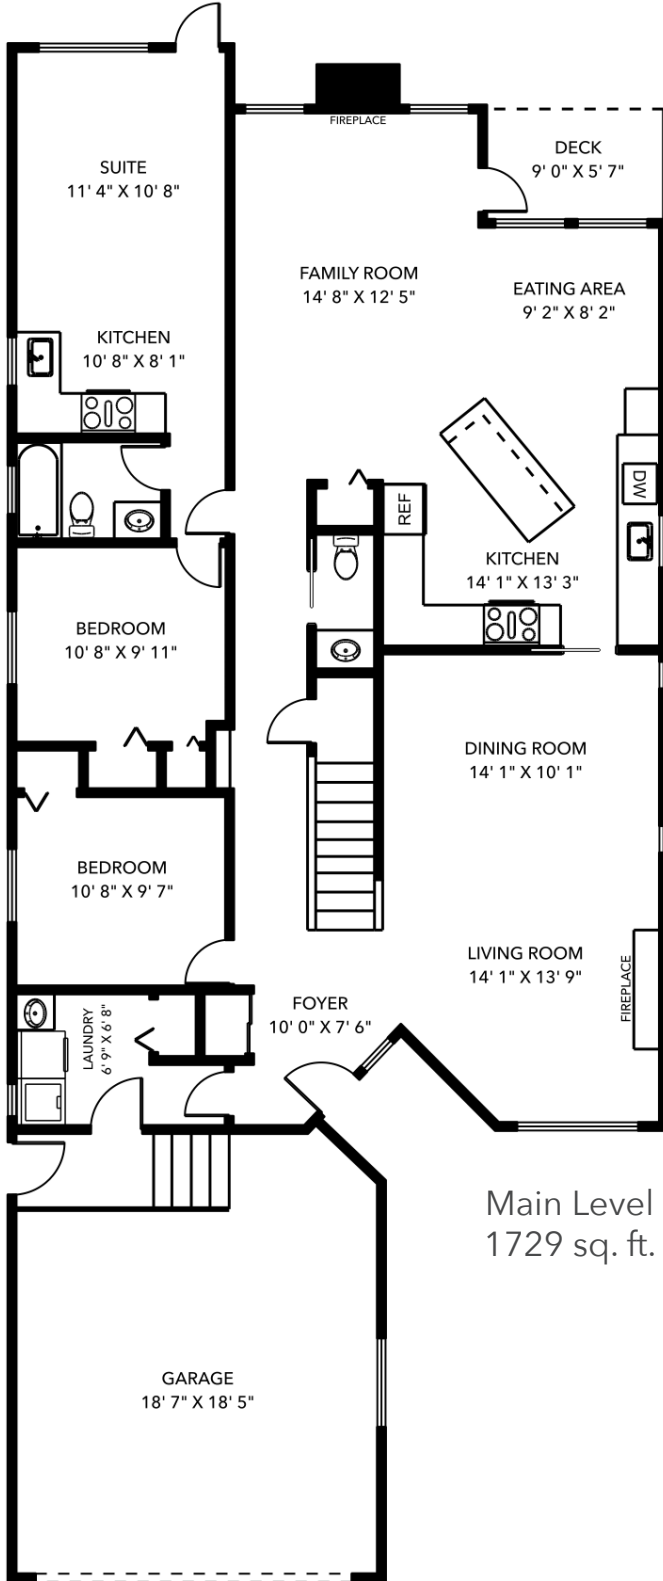 FIREPLACE
SUITE
11' 4" X 10' 8"
DECK
9' 0" X 5' 7"
FAMILY ROOM
14' 8" X 12' 5"
EATING AREA
9' 2" X 8' 2"
KITCHEN
10' 8" X 8' 1"
DW
REF
KITCHEN
14' 1" X 13' 3"
BEDROOM
10' 8" X 9' 11"
DINING ROOM
14' 1" X 10' 1"
BEDROOM
10' 8" X 9' 7"
LIVING ROOM
14' 1" X 13' 9"
FIREPLACE
FOYER
10' 0" X 7' 6"
LAUNDRY
6' 9" X 6' 8"
Main Level
1729 sq. ft.
GARAGE
18' 7" X 18' 5"